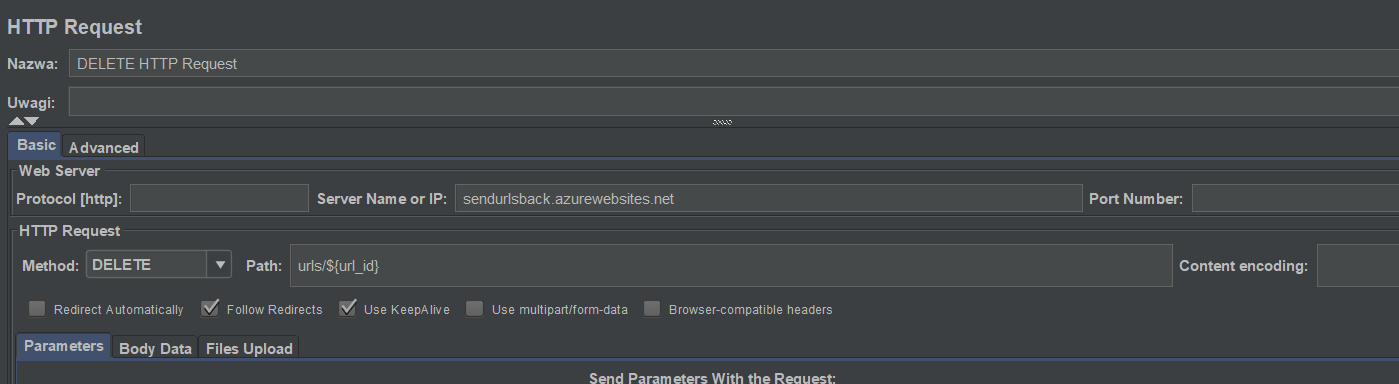 HTTP Request
Nazwa: DELETE HTTP Request
Uwagi:
Basic Advanced
Web Server
Protocol [http]: Server Name or IP: sendurlsback.azurewebsites.net Port Number:
HTTP Request
Method: DELETE Path: urls/${url_id} Content encoding:
Redirect Automatically Follow Redirects Use KeepAlive Use multipart/form-data Browser-compatible headers
Parameters Body Data Files Upload
Send Parameters With the Request: